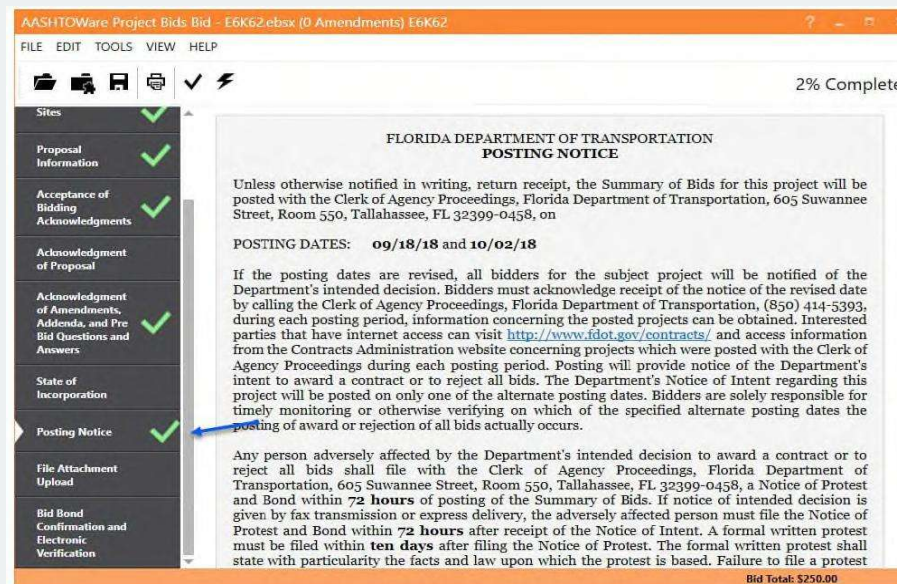 AASHTOWare Project Bids Bid - E6K62.ebsx (0 Amendments) E6K62
FILE EDIT TOOLS VIEW HELP
2% Complete
Sites
Proposal
Information
Acceptance of
Bidding
Acknowledgments
Acknowledgment
of Proposal
Acknowledgment
of Amendments,
Addenda, and Pre
Bid Questions and
Answers
State of
Incorporation
Posting Notice
File Attachment
Upload
Bid Bond
Confirmation and
Electronic
Verification
FLORIDA DEPARTMENT OF TRANSPORTATION
POSTING NOTICE
Unless otherwise notified in writing, return receipt, the Summary of Bids for this project will be
posted with the Clerk of Agency Proceedings, Florida Department of Transportation, 605 Suwannee
Street, Room 550, Tallahassee, FL 32399-0458, on
POSTING DATES: 09/18/18 and 10/02/18
If the posting dates are revised, all bidders for the subject project will be notified of the
Department's intended decision. Bidders must acknowledge receipt of the notice of the revised date
by calling the Clerk of Agency Proceedings, Florida Department of Transportation, (850) 414-5393,
during each posting period, information concerning the posted projects can be obtained. Interested
parties that have internet access can visit http://www.fdot.gov/contracts/ and access information
from the Contracts Administration website concerning projects which were posted with the Clerk of
Agency Proceedings during each posting period. Posting will provide notice of the Department's
intent to award a contract or to reject all bids. The Department's Notice of Intent regarding this
project will be posted on only one of the alternate posting dates. Bidders are solely responsible for
timely monitoring or otherwise verifying on which of the specified alternate posting dates the
posting of award or rejection of all bids actually occurs.
Any person adversely affected by the Department's intended decision to award a contract or to
reject all bids shall file with the Clerk of Agency Proceedings, Florida Department of
Transportation, 605 Suwannee Street, Room 550, Tallahassee, FL 32399-0458, a Notice of Protest
and Bond within 72 hours of posting of the Summary of Bids. If notice of intended decision is
given by fax transmission or express delivery, the adversely affected person must file the Notice of
Protest and Bond within 72 hours after receipt of the Notice of Intent. A formal written protest
must be filed within ten days after filing the Notice of Protest. The formal written protest shall
state with particularity the facts and law upon which the protest is based. Failure to file a protest
Bid Total: $250.00